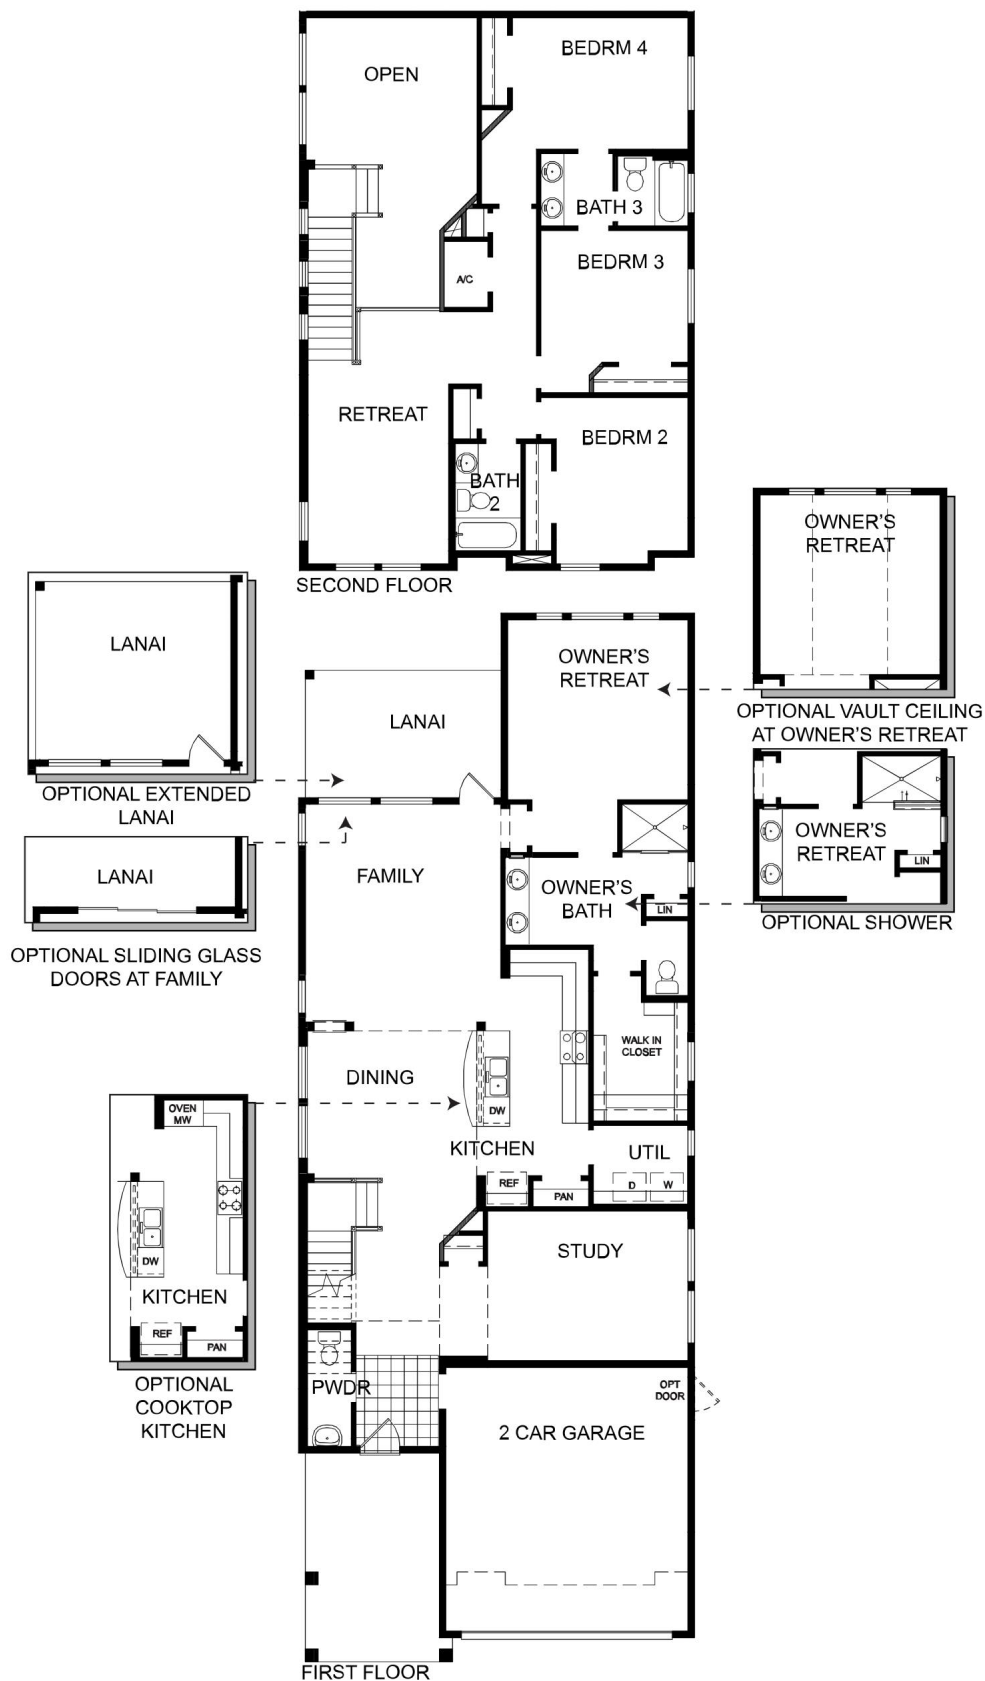 OPEN
BEDRM 4
BATH 3
BEDRM 3
A/C
RETREAT
BEDRM 2
BATH
2
SECOND FLOOR
OWNER'S
RETREAT
OPTIONAL VAULT CEILING
AT OWNER'S RETREAT
LANAI
OPTIONAL EXTENDED
LANAI
LANAI
OPTIONAL SLIDING GLASS
DOORS AT FAMILY
OWNER'S
RETREAT
LIN
OPTIONAL SHOWER
OWNER'S
RETREAT
LANAI
FAMILY
OWNER'S
BATH
LIN
WALK IN
CLOSET
DINING
DW
KITCHEN
UTIL
REF
PAN
D
W
STUDY
OVEN
MW
DW
KITCHEN
REF
PAN
OPTIONAL
COOKTOP
KITCHEN
PWDR
OPT
DOOR
2 CAR GARAGE
FIRST FLOOR